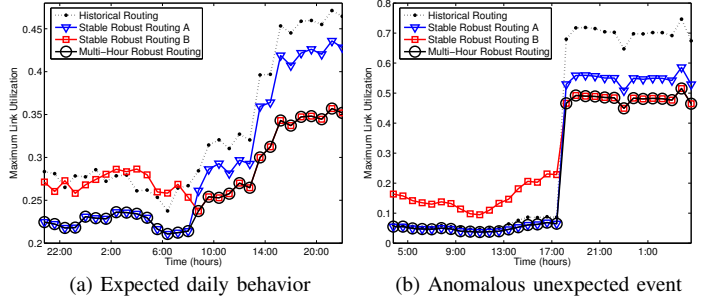 Historical Routing
Stable Robust Routing A
Stable Robust Routing B
Multi-Hour Robust Routing
Maximum Link Utilization
0.45
0.4
0.35
0.3
0.25
0.2
22:00 2:00 6:00 10:00 14:00 20:00
Time (hours)
(a) Expected daily behavior
Historical Routing
Stable Robust Routing A
Stable Robust Routing B
Multi-Hour Robust Routing
Maximum Link Utilization
0.8
0.7
0.6
0.5
0.4
0.3
0.2
0.1
0
5:00 9:00 13:00 18:00 21:00 1:00
Time (hours)
(b) Anomalous unexpected event